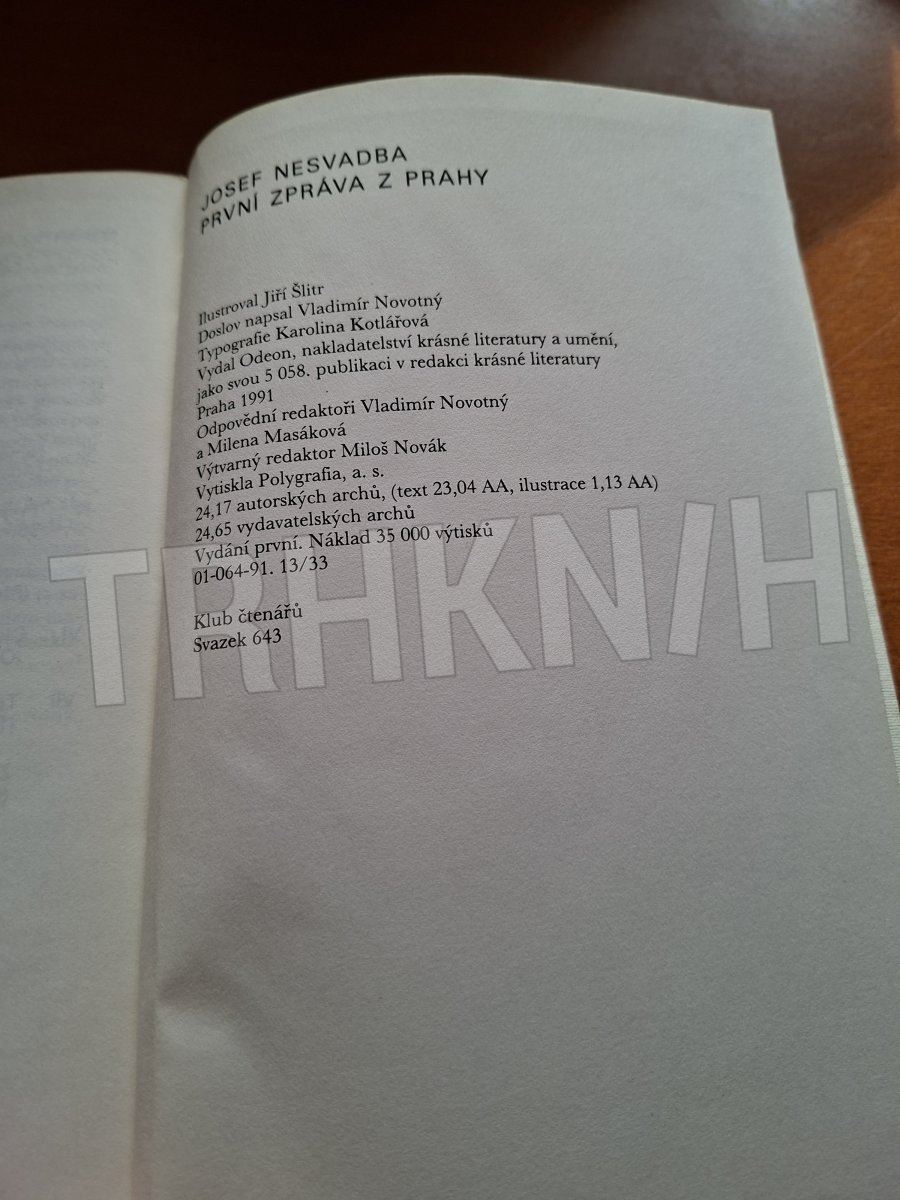 JOSEF NESVADBA
PRVNÍ ZPRÁVA Z PRAHY
Ilustroval Jiří Šlitr
Doslov napsal Vladimír Novotný
Typografie Karolina Kotlářová
Vydal Odeon, nakladatelství krásné literatury a umění,
jako svou 5 058. publikaci v redakci krásné literatury
Praha 1991
Odpovědní redaktoři Vladimír Novotný
a Milena Masáková
Výtvarný redaktor Miloš Novák
Vytiskla Polygrafia, a. s.
24,17 autorských archů, (text 23,04 AA, ilustrace 1,13 AA)
24,65 vydavatelských archů
Vydání první. Náklad 35 000 výtisků
01-064-91. 13/33
Klub čtenářů
Svazek 643
TRHKN/H